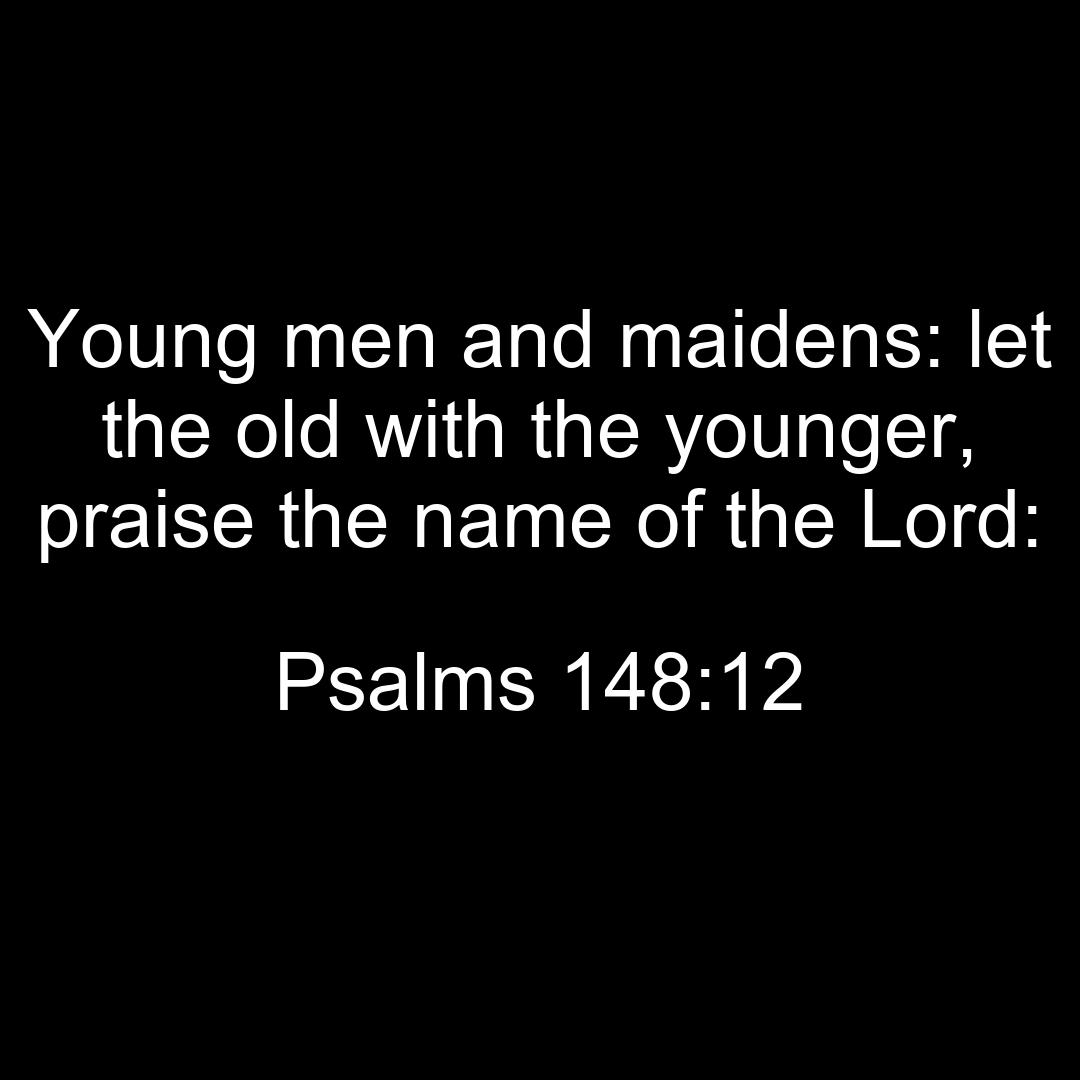 Young men and maidens: let
the old with the younger,
praise the name of the Lord:
Psalms 148:12